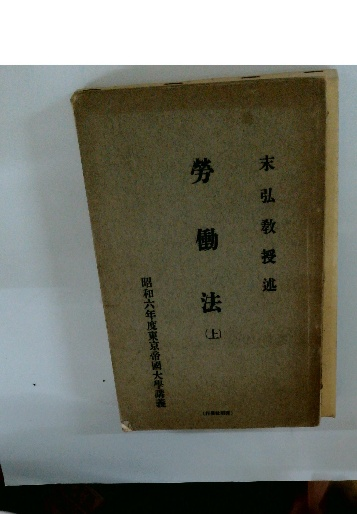 末弘教授述
勞働法
(上)
昭和六年度東京帝國大學講義